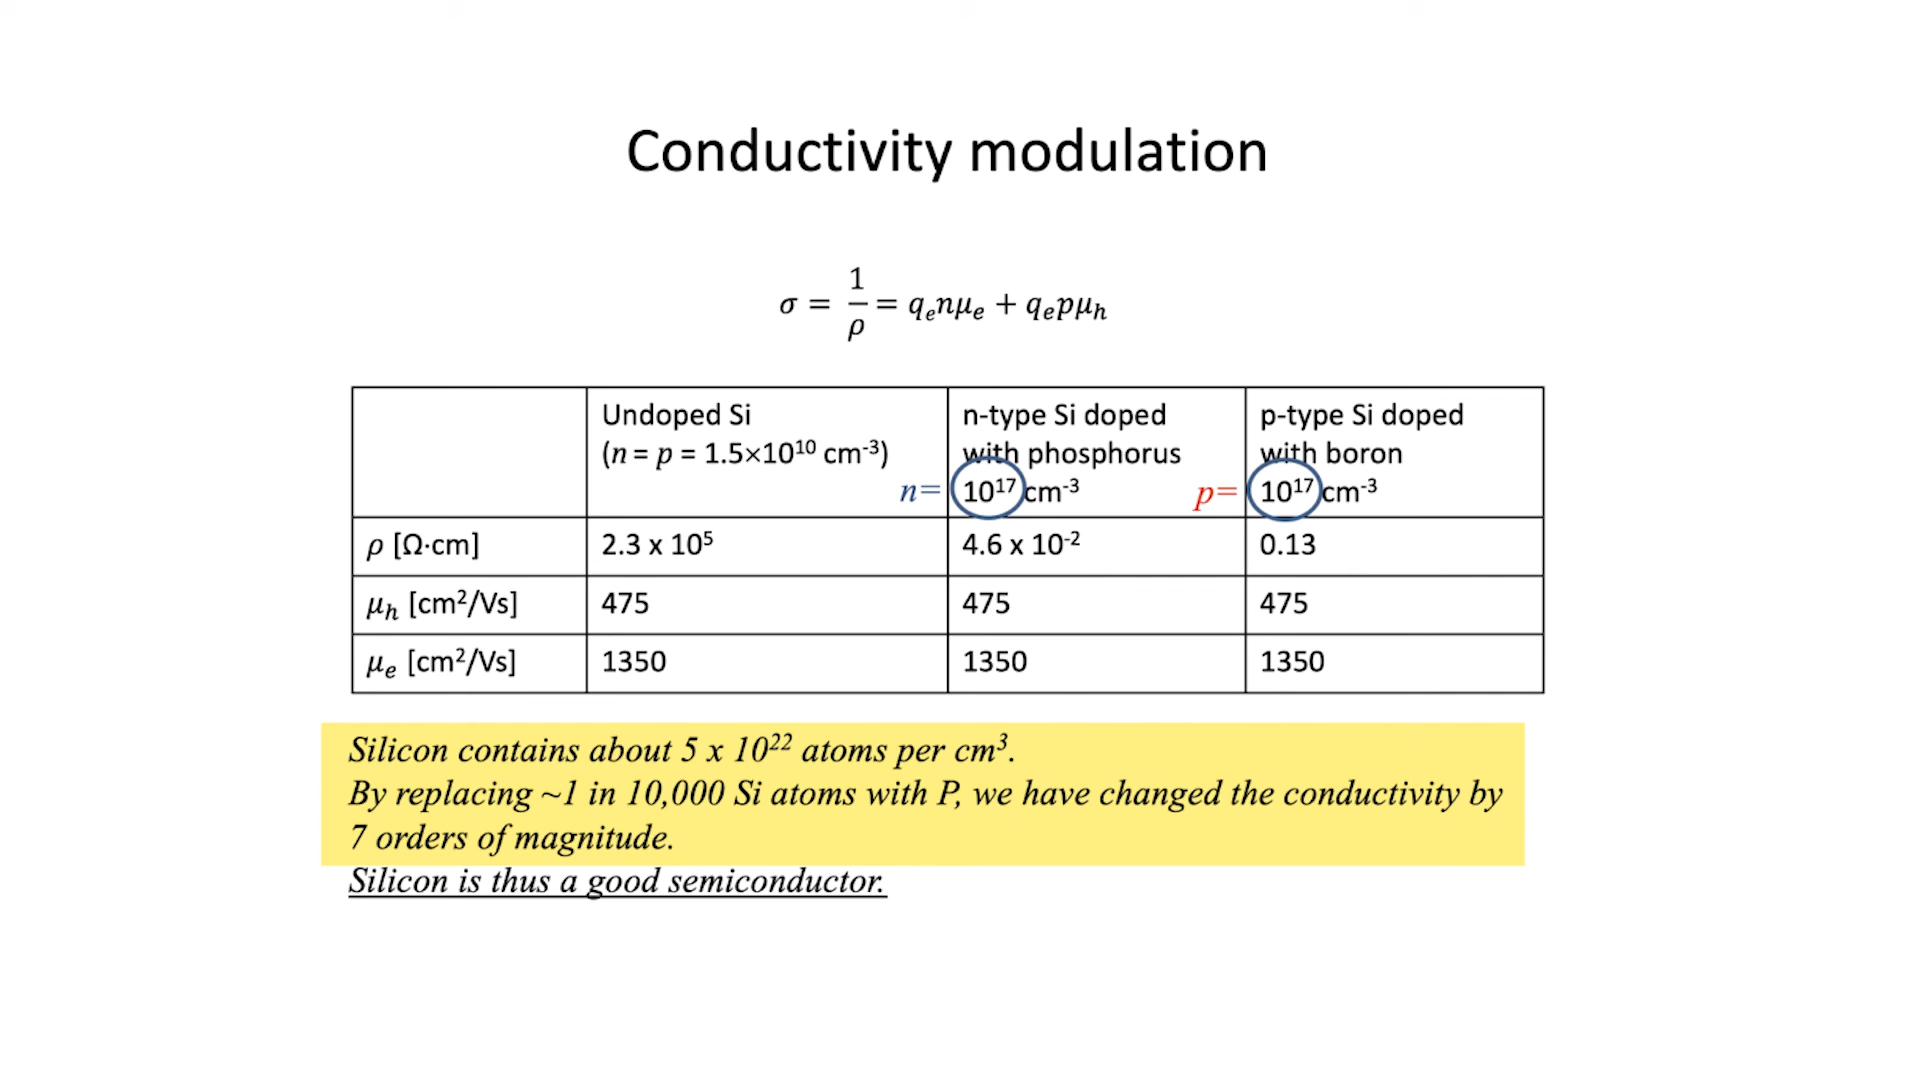 Conductivity modulation
σ = 1/ρ = qₑnμₑ + qₑpμₕ
Undoped Si
(n = p = 1.5×10¹⁰ cm⁻³)
n-type Si doped
with phosphorus
n= 10¹⁷ cm⁻³
p-type Si doped
with boron
p= 10¹⁷ cm⁻³
ρ [Ω·cm] 2.3 x 10⁵ 4.6 x 10⁻² 0.13
μₕ [cm²/Vs] 475 475 475
μₑ [cm²/Vs] 1350 1350 1350
Silicon contains about 5 x 10²² atoms per cm³.
By replacing ~1 in 10,000 Si atoms with P, we have changed the conductivity by
7 orders of magnitude.
Silicon is thus a good semiconductor.